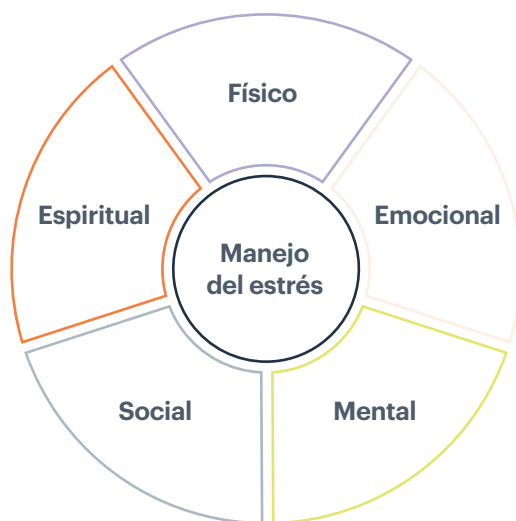 Físico
Espiritual
Emocional
Manejo
del estrés
Social
Mental